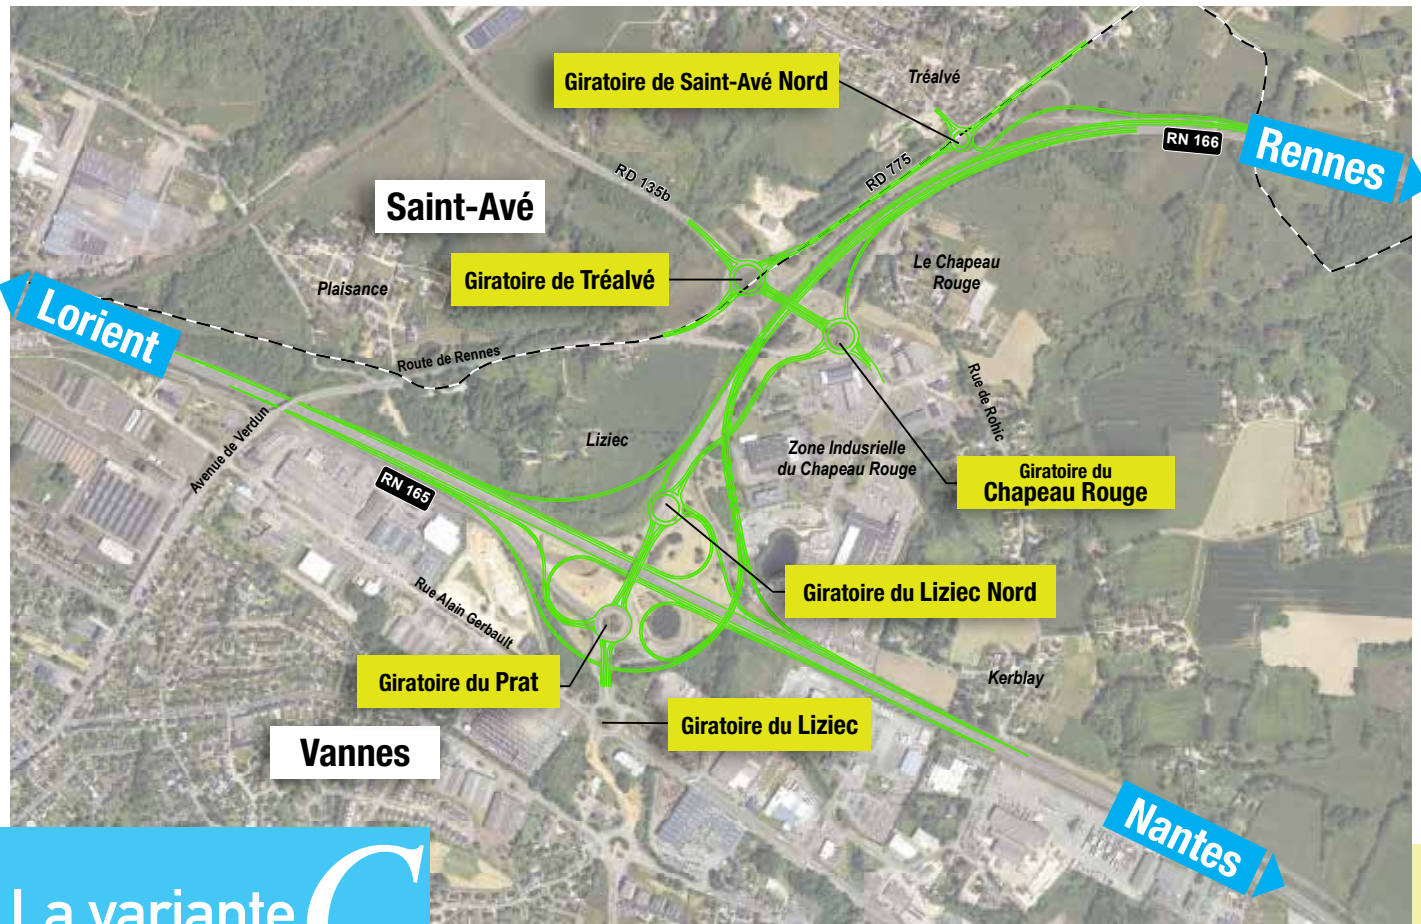 Giratoire de Saint-Avé Nord
Tréalvé
RN 166
Rennes
RD 775
RD 135b
Saint-Avé
Giratoire de Tréalvé
Le Chapeau
Rouge
Plaisance
Lorient
Route de Rennes
Rue de Rohic
Avenue de Verdun
Liziec
Zone Indusrielle
du Chapeau Rouge
Giratoire du
Chapeau Rouge
RN 165
Giratoire du Liziec Nord
Rue Alain Gerbault
Kerblay
Giratoire du Prat
Giratoire du Liziec
Vannes
Nantes
La variante C